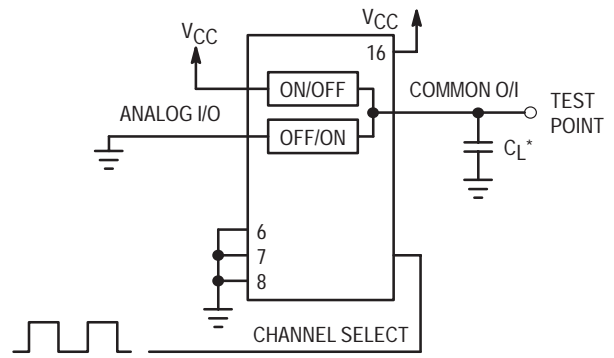 VCC
VCC
16
ON/OFF
COMMON O/I
TEST
POINT
ANALOG I/O
OFF/ON
CL*
6
7
8
CHANNEL SELECT